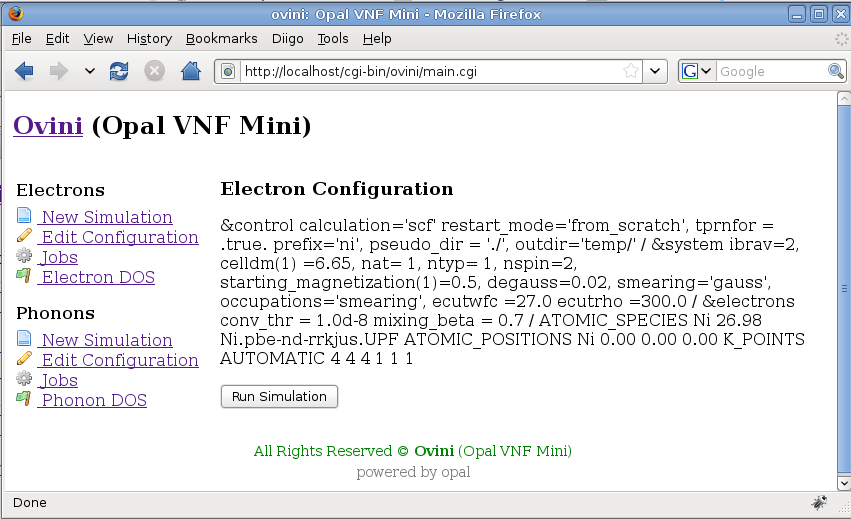 ovini: Opal VNF Mini - Mozilla Firefox
File Edit View History Bookmarks Diigo Tools Help
http://localhost/cgi-bin/ovini/main.cgi
G Google
Ovini (Opal VNF Mini)
Electrons
New Simulation
Edit Configuration
Jobs
Electron DOS
Phonons
New Simulation
Edit Configuration
Jobs
Phonon DOS
Electron Configuration
&control calculation='scf' restart_mode='from_scratch', tprnfor =
.true. prefix='ni', pseudo_dir = './', outdir='temp/' / &system ibrav=2,
celldm(1) =6.65, nat= 1, ntyp= 1, nspin=2,
starting_magnetization(1)=0.5, degauss=0.02, smearing='gauss',
occupations='smearing', ecutwfc =27.0 ecutrho =300.0 / &electrons
conv_thr = 1.0d-8 mixing_beta = 0.7 / ATOMIC_SPECIES Ni 26.98
Ni.pbe-nd-rrkjus.UPF ATOMIC_POSITIONS Ni 0.00 0.00 0.00 K_POINTS
AUTOMATIC 4 4 4 1 1 1
Run Simulation
All Rights Reserved © Ovini (Opal VNF Mini)
powered by opal
Done